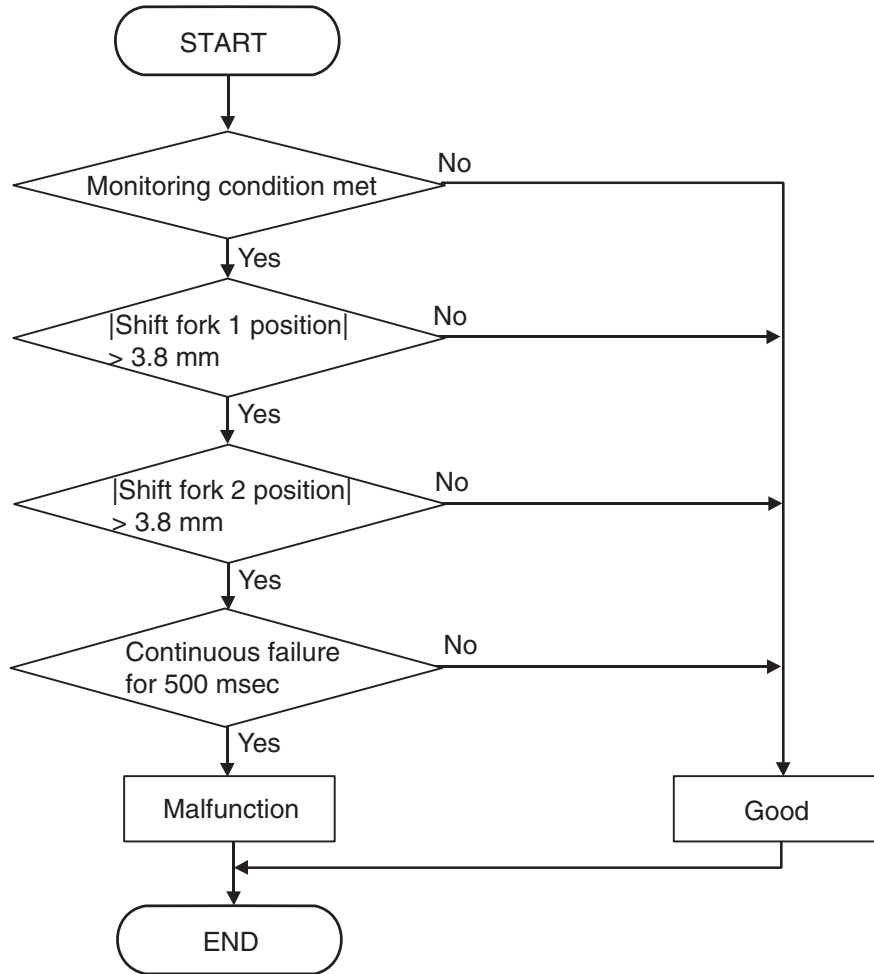 START
Monitoring condition met
No
Yes
|Shift fork 1 position|
> 3.8 mm
No
Yes
|Shift fork 2 position|
> 3.8 mm
No
Yes
Continuous failure
for 500 msec
No
Yes
Malfunction
Good
END